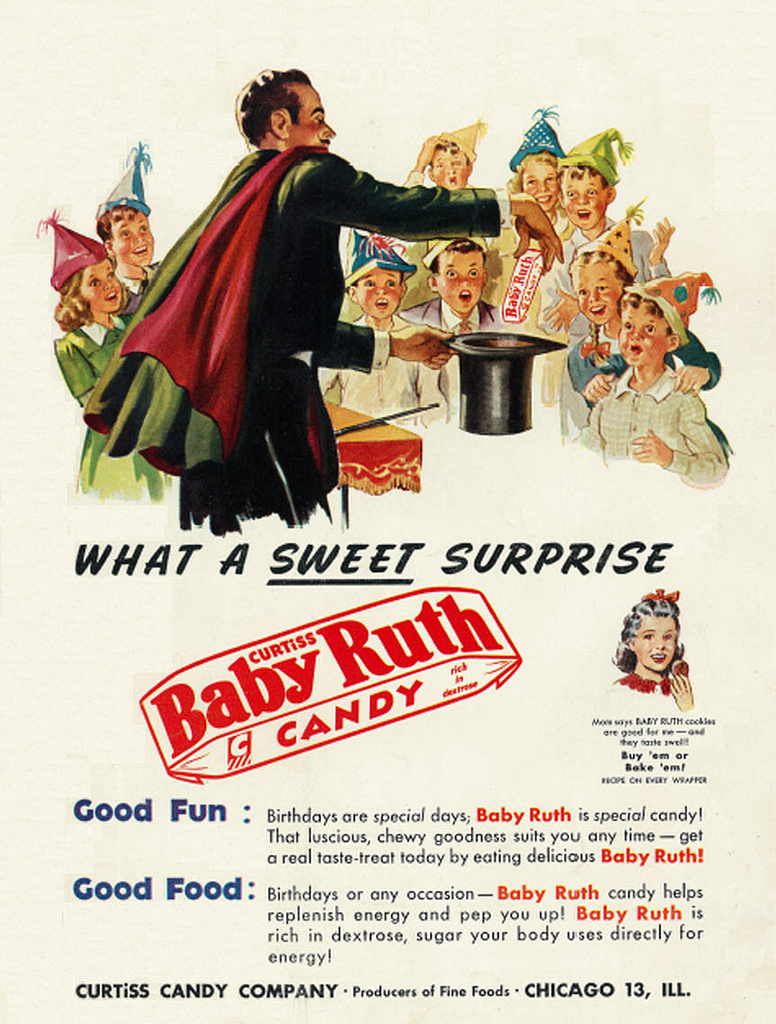 Baby Ruth
CANDY
WHAT A SWEET SURPRISE
CURTiSS
Baby Ruth
CANDY
rich
in
dextrose
C
Mom says BABY RUTH cookies
are good for me — and
they taste swell!
Buy 'em or
Bake 'em!
RECIPE ON EVERY WRAPPER
Good Fun :
Birthdays are special days; Baby Ruth is special candy!
That luscious, chewy goodness suits you any time — get
a real taste-treat today by eating delicious Baby Ruth!
Good Food:
Birthdays or any occasion — Baby Ruth candy helps
replenish energy and pep you up! Baby Ruth is
rich in dextrose, sugar your body uses directly for
energy!
CURTiSS CANDY COMPANY · Producers of Fine Foods · CHICAGO 13, ILL.